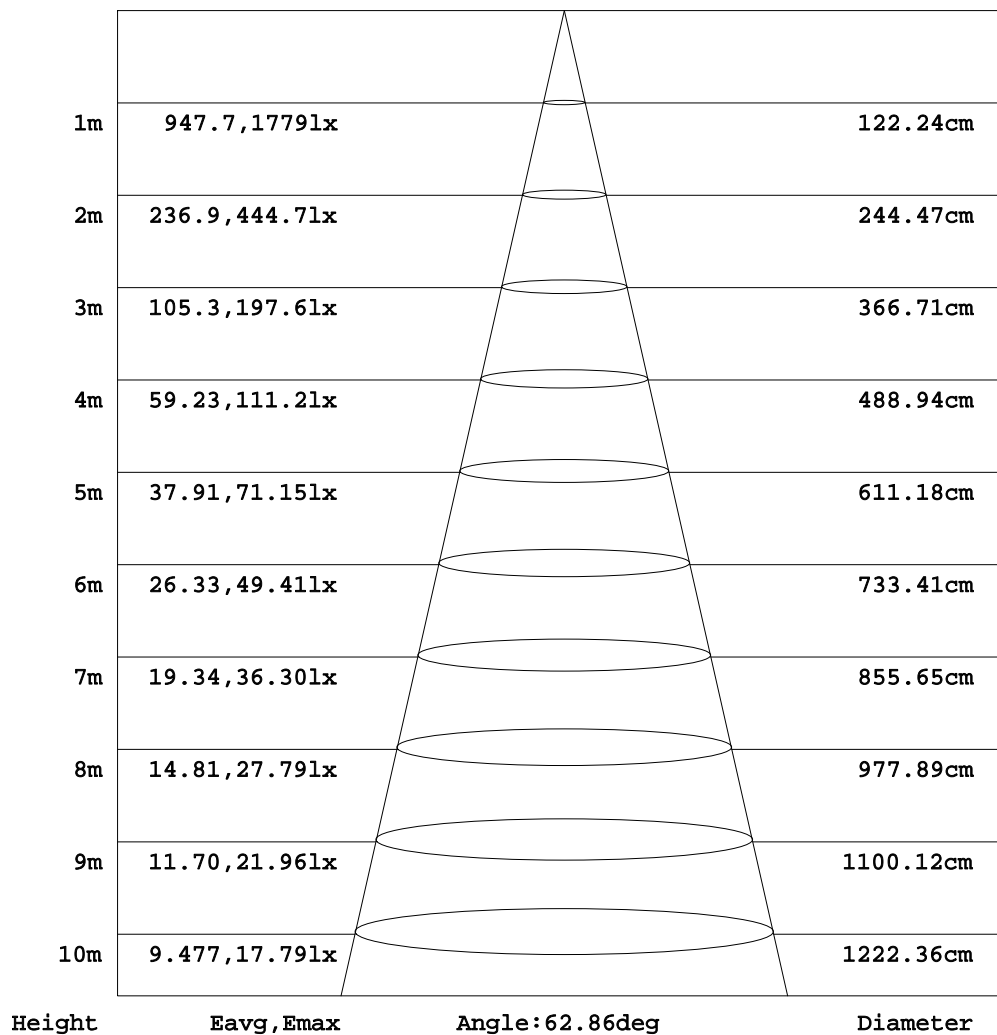 1m 947.7,1779lx 122.24cm
2m 236.9,444.7lx 244.47cm
3m 105.3,197.6lx 366.71cm
4m 59.23,111.2lx 488.94cm
5m 37.91,71.15lx 611.18cm
6m 26.33,49.41lx 733.41cm
7m 19.34,36.30lx 855.65cm
8m 14.81,27.79lx 977.89cm
9m 11.70,21.96lx 1100.12cm
10m 9.477,17.79lx 1222.36cm
Height Eavg,Emax Angle:62.86deg Diameter